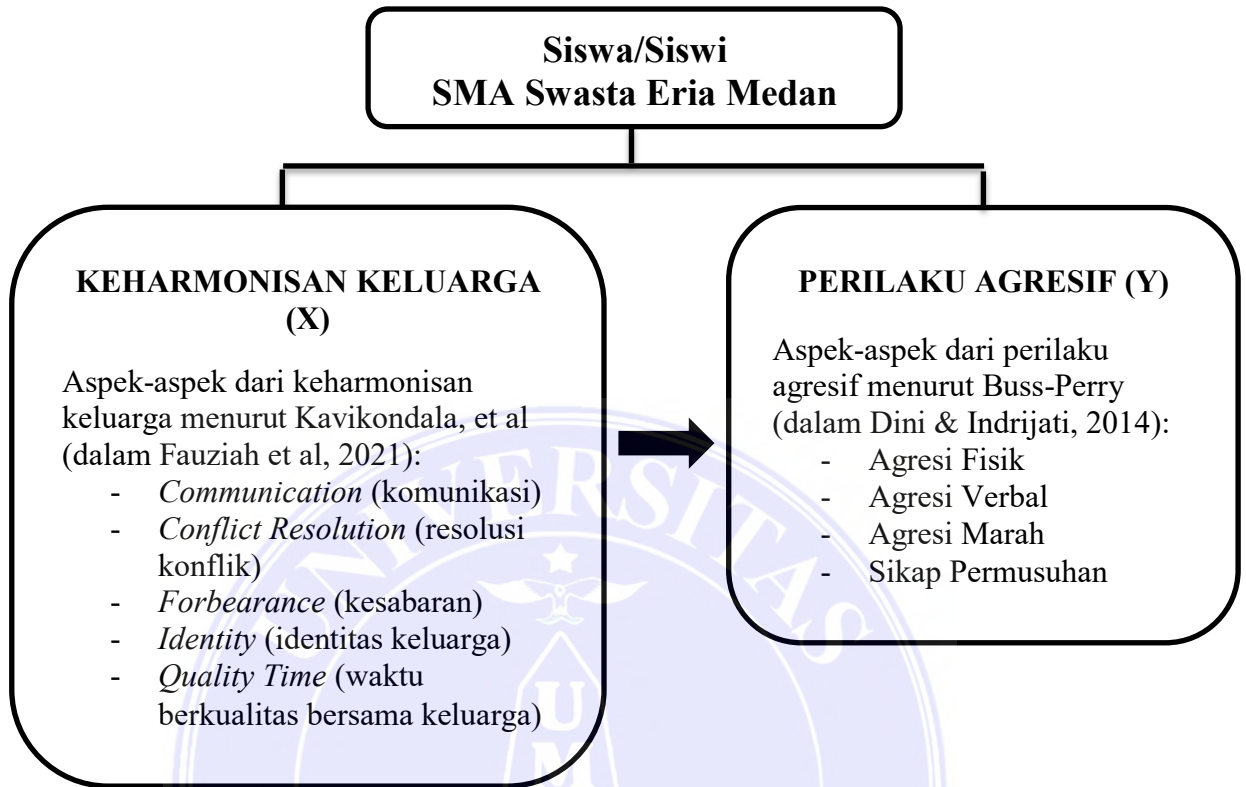 Siswa/Siswi
SMA Swasta Eria Medan
KEHARMONISAN KELUARGA
(X)
Aspek-aspek dari keharmonisan
keluarga menurut Kavikondala, et al
(dalam Fauziah et al, 2021):
- Communication (komunikasi)
- Conflict Resolution (resolusi
konflik)
- Forbearance (kesabaran)
- Identity (identitas keluarga)
- Quality Time (waktu
berkualitas bersama keluarga)
PERILAKU AGRESIF (Y)
Aspek-aspek dari perilaku
agresif menurut Buss-Perry
(dalam Dini & Indrijati, 2014):
- Agresi Fisik
- Agresi Verbal
- Agresi Marah
- Sikap Permusuhan
UNIVERSITAS
U
M